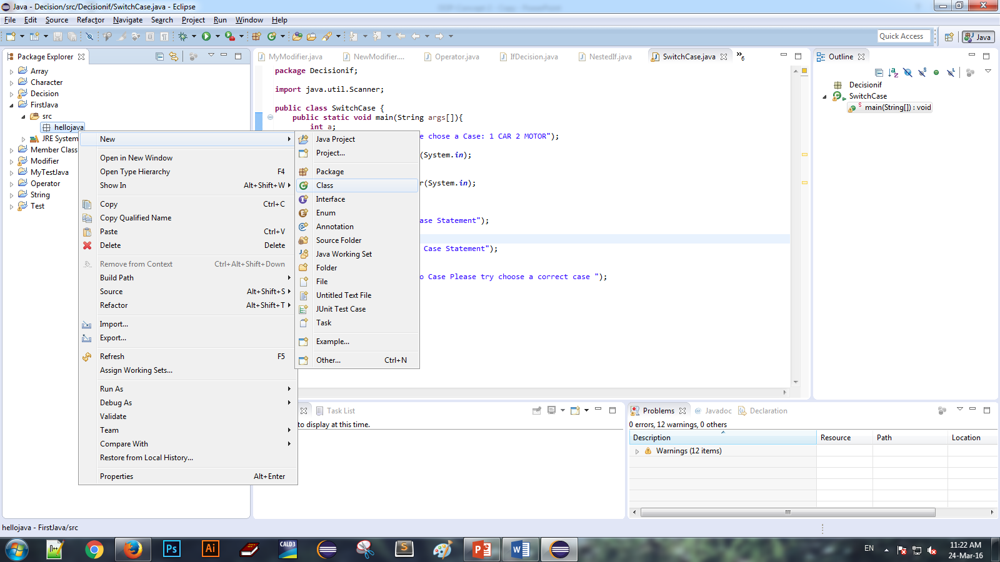 Java - Decision/src/Decisionif/SwitchCase.java - Eclipse
File Edit Source Refactor Navigate Search Project Run Window Help
Quick Access
Java
Package Explorer
MyModifier.java
NewModifier....
Operator.java
IfDecision.java
NestedIf.java
SwitchCase.java
»6
Outline
Array
Character
Decision
FirstJava
src
hellojava
JRE System
Member Class
Modifier
MyTestJava
Operator
String
Test
package Decisionif;
import java.util.Scanner;
public class SwitchCase {
public static void main(String args[]){
int a;
e chose a Case: 1 CAR 2 MOTOR");
(System.in);
r(System.in);
ase Statement");
Case Statement");
o Case Please try choose a correct case ");
Decisionif
SwitchCase
main(String[]) : void
New
Open in New Window
Open Type Hierarchy F4
Show In Alt+Shift+W
Copy Ctrl+C
Copy Qualified Name
Paste Ctrl+V
Delete Delete
Remove from Context Ctrl+Alt+Shift+Down
Build Path
Source Alt+Shift+S
Refactor Alt+Shift+T
Import...
Export...
Refresh F5
Assign Working Sets...
Run As
Debug As
Validate
Team
Compare With
Restore from Local History...
Properties Alt+Enter
Java Project
Project...
Package
Class
Interface
Enum
Annotation
Source Folder
Java Working Set
Folder
File
Untitled Text File
JUnit Test Case
Task
Example...
Other... Ctrl+N
Task List
to display at this time.
Problems
Javadoc
Declaration
0 errors, 12 warnings, 0 others
Description Resource Path Location
Warnings (12 items)
hellojava - FirstJava/src
Ps
Ai
CALD3
S
P
W
EN
11:22 AM
24-Mar-16